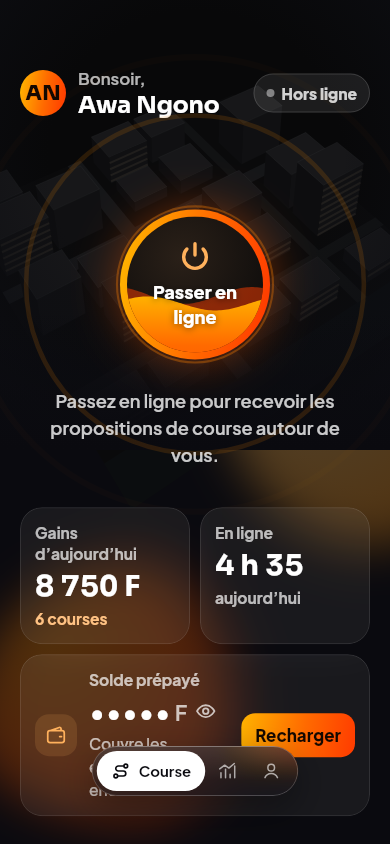 AN
Bonsoir,
Awa Ngono
Hors ligne
Passer en
ligne
Passez en ligne pour recevoir les
propositions de course autour de
vous.
Gains
d’aujourd’hui
8 750 F
6 courses
En ligne
4 h 35
aujourd’hui
Solde prépayé
●●●●● F
Couvre les
Recharger
Course